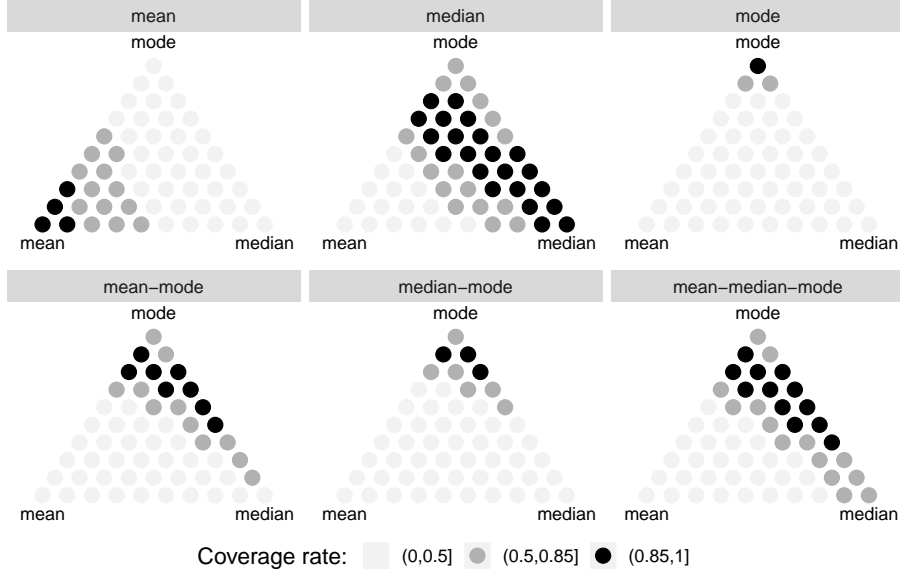 mean median mode
mode mode mode
mean median mean median mean median
mean−mode median−mode mean−median−mode
mode mode mode
mean median mean median mean median
Coverage rate: (0,0.5] (0.5,0.85] (0.85,1]